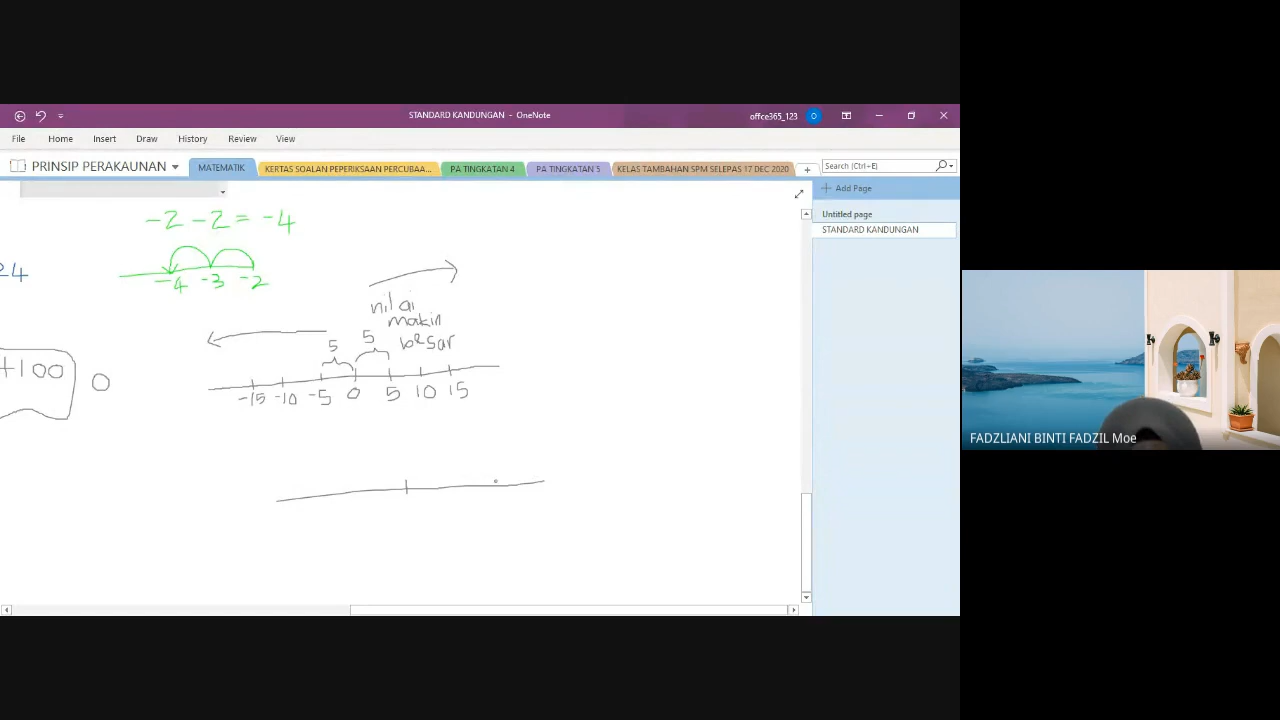 STANDARD KANDUNGAN - OneNote
offce365_123
O
File Home Insert Draw History Review View
PRINSIP PERAKAUNAN
MATEMATIK
KERTAS SOALAN PEPERIKSAAN PERCUBAA...
PA TINGKATAN 4
PA TINGKATAN 5
KELAS TAMBAHAN SPM SELEPAS 17 DEC 2020
Search (Ctrl+E)
Add Page
Untitled page
STANDARD KANDUNGAN
-2 -2 = -4
-4 -3 -2
24
nilai
makin
besar
5 5
-15 -10 -5 0 5 10 15
+100
0
FADZLIANI BINTI FADZIL Moe